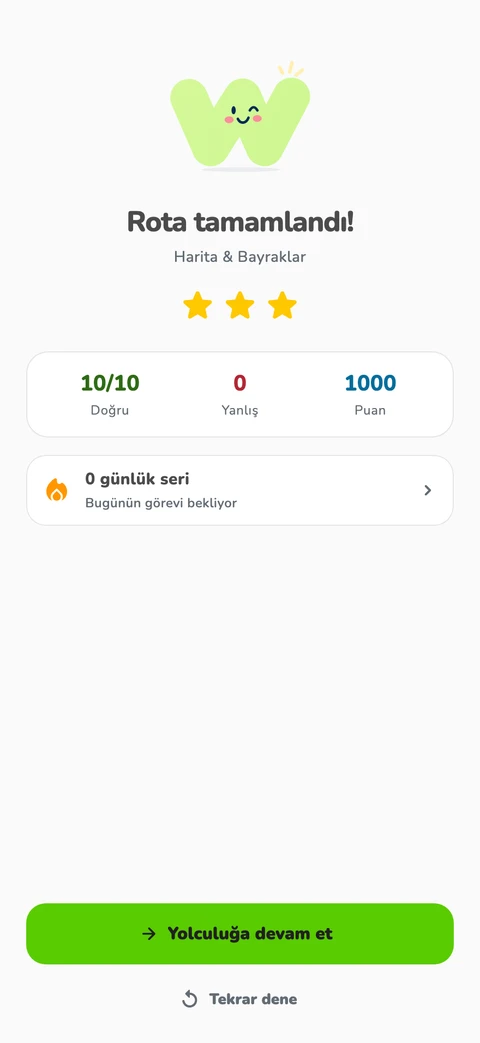 Rota tamamlandı!
Harita & Bayraklar
10/10
Doğru
0
Yanlış
1000
Puan
0 günlük seri
Bugünün görevi bekliyor
Yolculuğa devam et
Tekrar dene